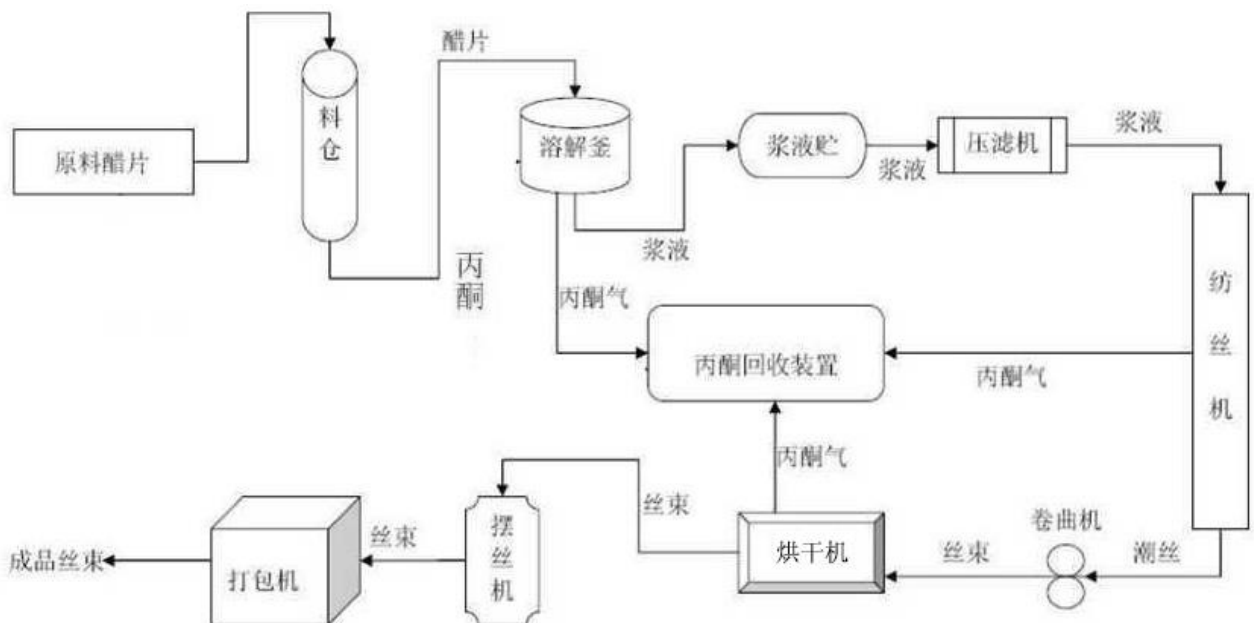 醋片
料仓
原料醋片
溶解釜
浆液贮
压滤机
浆液
浆液
浆液
丙酮
丙酮气
纺丝机
丙酮回收装置
丙酮气
丙酮气
丝束
卷曲机
摆丝机
烘干机
丝束
潮丝
丝束
打包机
成品丝束